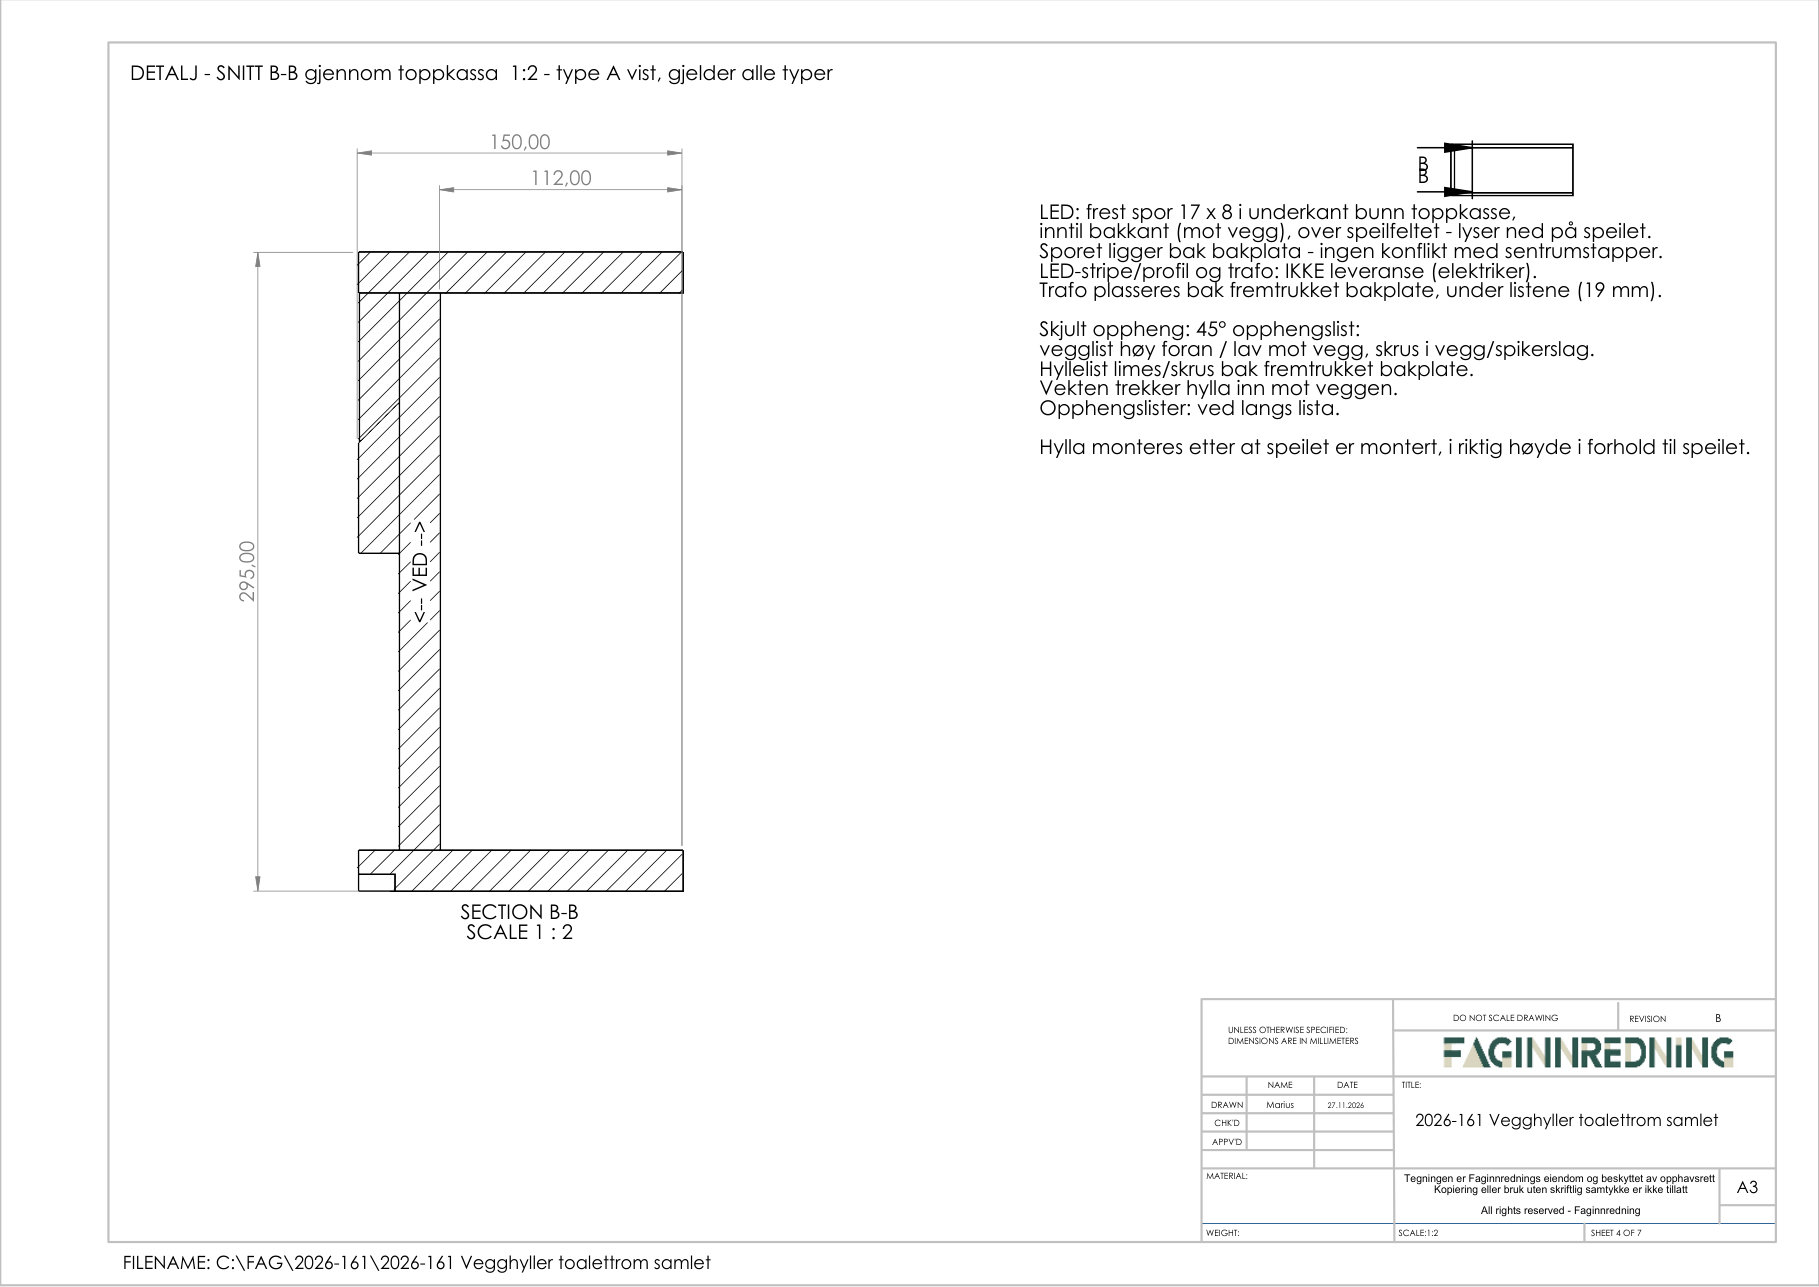 DETALJ - SNITT B-B gjennom toppkassa  1:2 - type A vist, gjelder alle typer
150,00
112,00
295,00
<-- VED -->
SECTION B-B
SCALE 1 : 2
B
B
LED: frest spor 17 x 8 i underkant bunn toppkasse,
inntil bakkant (mot vegg), over speilfeltet - lyser ned på speilet.
Sporet ligger bak bakplata - ingen konflikt med sentrumstapper.
LED-stripe/profil og trafo: IKKE leveranse (elektriker).
Trafo plasseres bak fremtrukket bakplate, under listene (19 mm).
Skjult oppheng: 45° opphengslist:
vegglist høy foran / lav mot vegg, skrus i vegg/spikerslag.
Hyllelist limes/skrus bak fremtrukket bakplate.
Vekten trekker hylla inn mot veggen.
Opphengslister: ved langs lista.
Hylla monteres etter at speilet er montert, i riktig høyde i forhold til speilet.
UNLESS OTHERWISE SPECIFIED:
DIMENSIONS ARE IN MILLIMETERS
DO NOT SCALE DRAWING
REVISION B
FAGINNREDNING
NAME DATE
DRAWN Marius 27.11.2026
CHK'D
APPV'D
TITLE:
2026-161 Vegghyller toalettrom samlet
MATERIAL:
Tegningen er Faginnrednings eiendom og beskyttet av opphavsrett
Kopiering eller bruk uten skriftlig samtykke er ikke tillatt
All rights reserved - Faginnredning
A3
WEIGHT:
SCALE:1:2
SHEET 4 OF 7
FILENAME: C:\FAG\2026-161\2026-161 Vegghyller toalettrom samlet